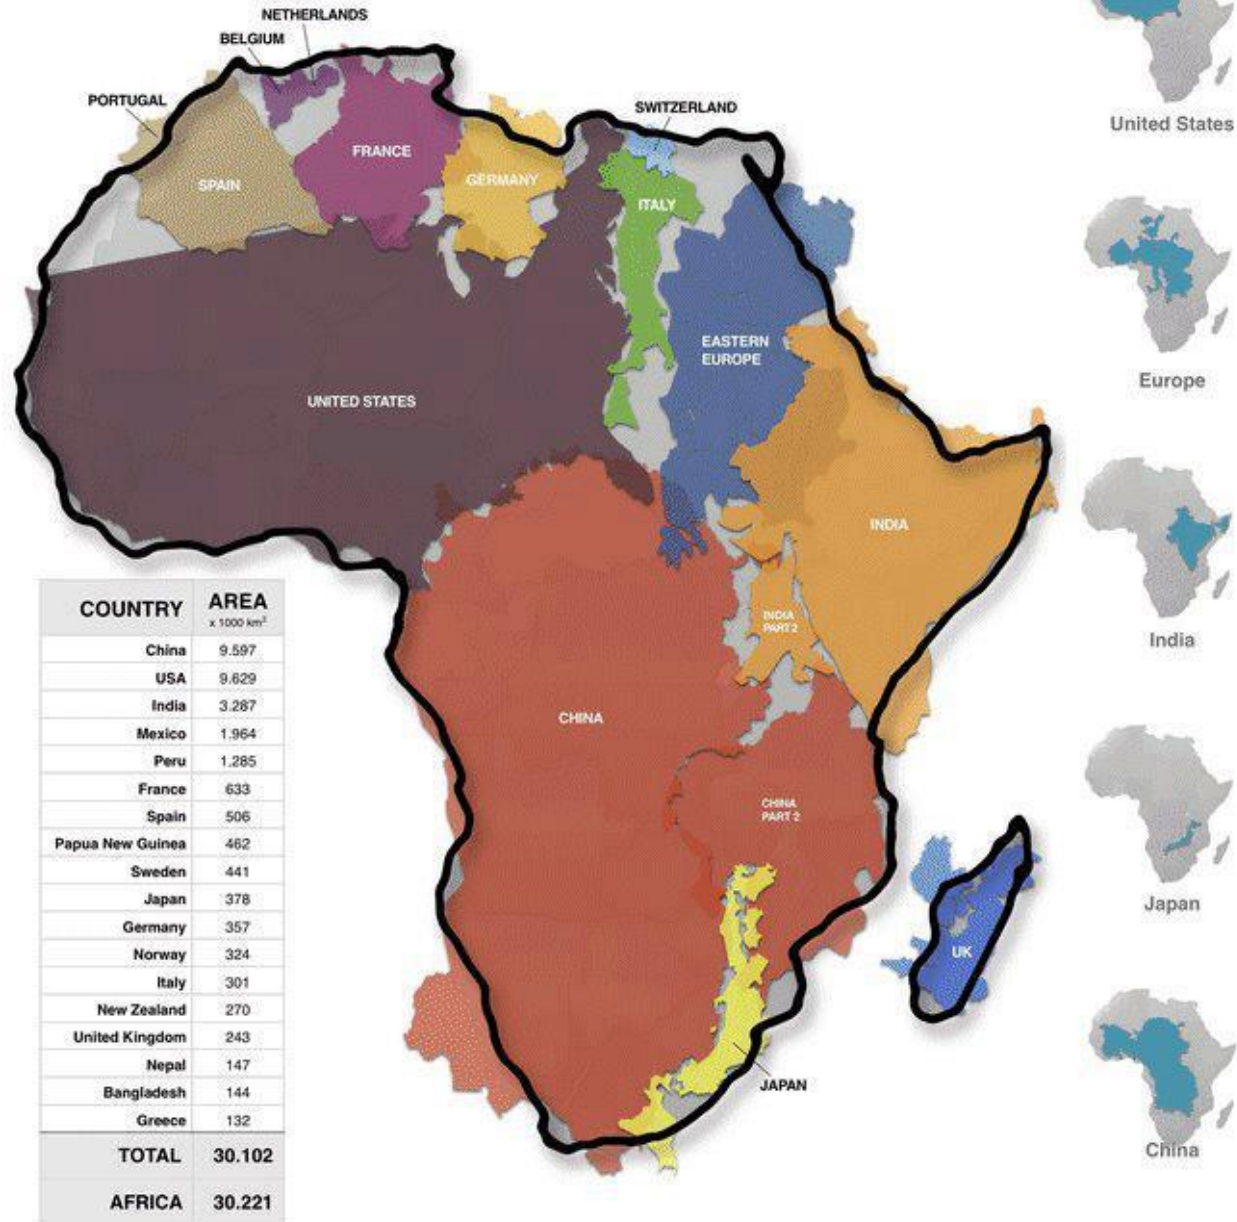 NETHERLANDS
BELGIUM
PORTUGAL
SWITZERLAND
SPAIN
FRANCE
GERMANY
ITALY
EASTERN
EUROPE
UNITED STATES
INDIA
INDIA
PART 2
CHINA
CHINA
PART 2
UK
JAPAN
COUNTRY AREA
x 1000 km²
China 9.597
USA 9.629
India 3.287
Mexico 1.964
Peru 1.285
France 633
Spain 506
Papua New Guinea 462
Sweden 441
Japan 378
Germany 357
Norway 324
Italy 301
New Zealand 270
United Kingdom 243
Nepal 147
Bangladesh 144
Greece 132
TOTAL 30.102
AFRICA 30.221
United States
Europe
India
Japan
China